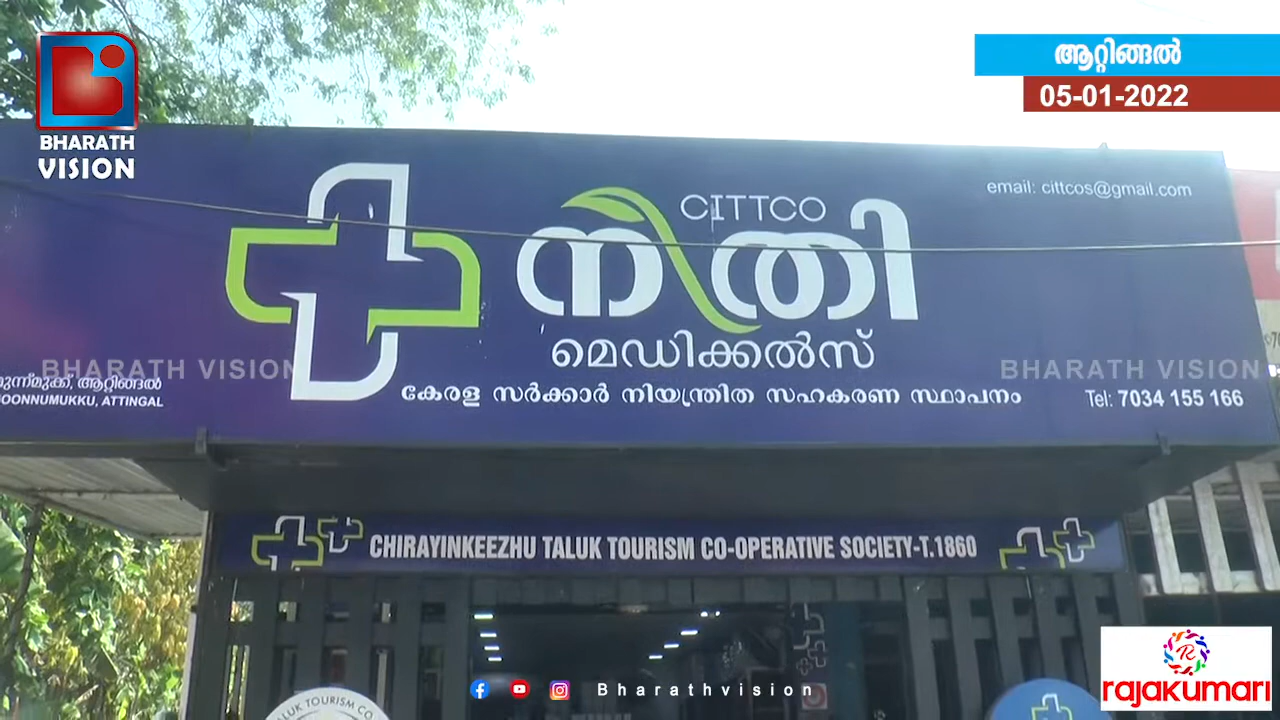 ആറ്റിങ്ങൽ
05-01-2022
BHARATH
VISION
email: cittcos@gmail.com
CITTCO
നീതി
മെഡിക്കൽസ്
കേരള സർക്കാർ നിയന്ത്രിത സഹകരണ സ്ഥാപനം
Tel: 7034 155 166
ആറ്റിങ്ങൽ
ATTINGAL
BHARATH VISION
BHARATH VISION
CHIRAYINKEEZHU TALUK TOURISM CO-OPERATIVE SOCIETY-T.1860
TOURISM
Bharathvision
R
rajakumari